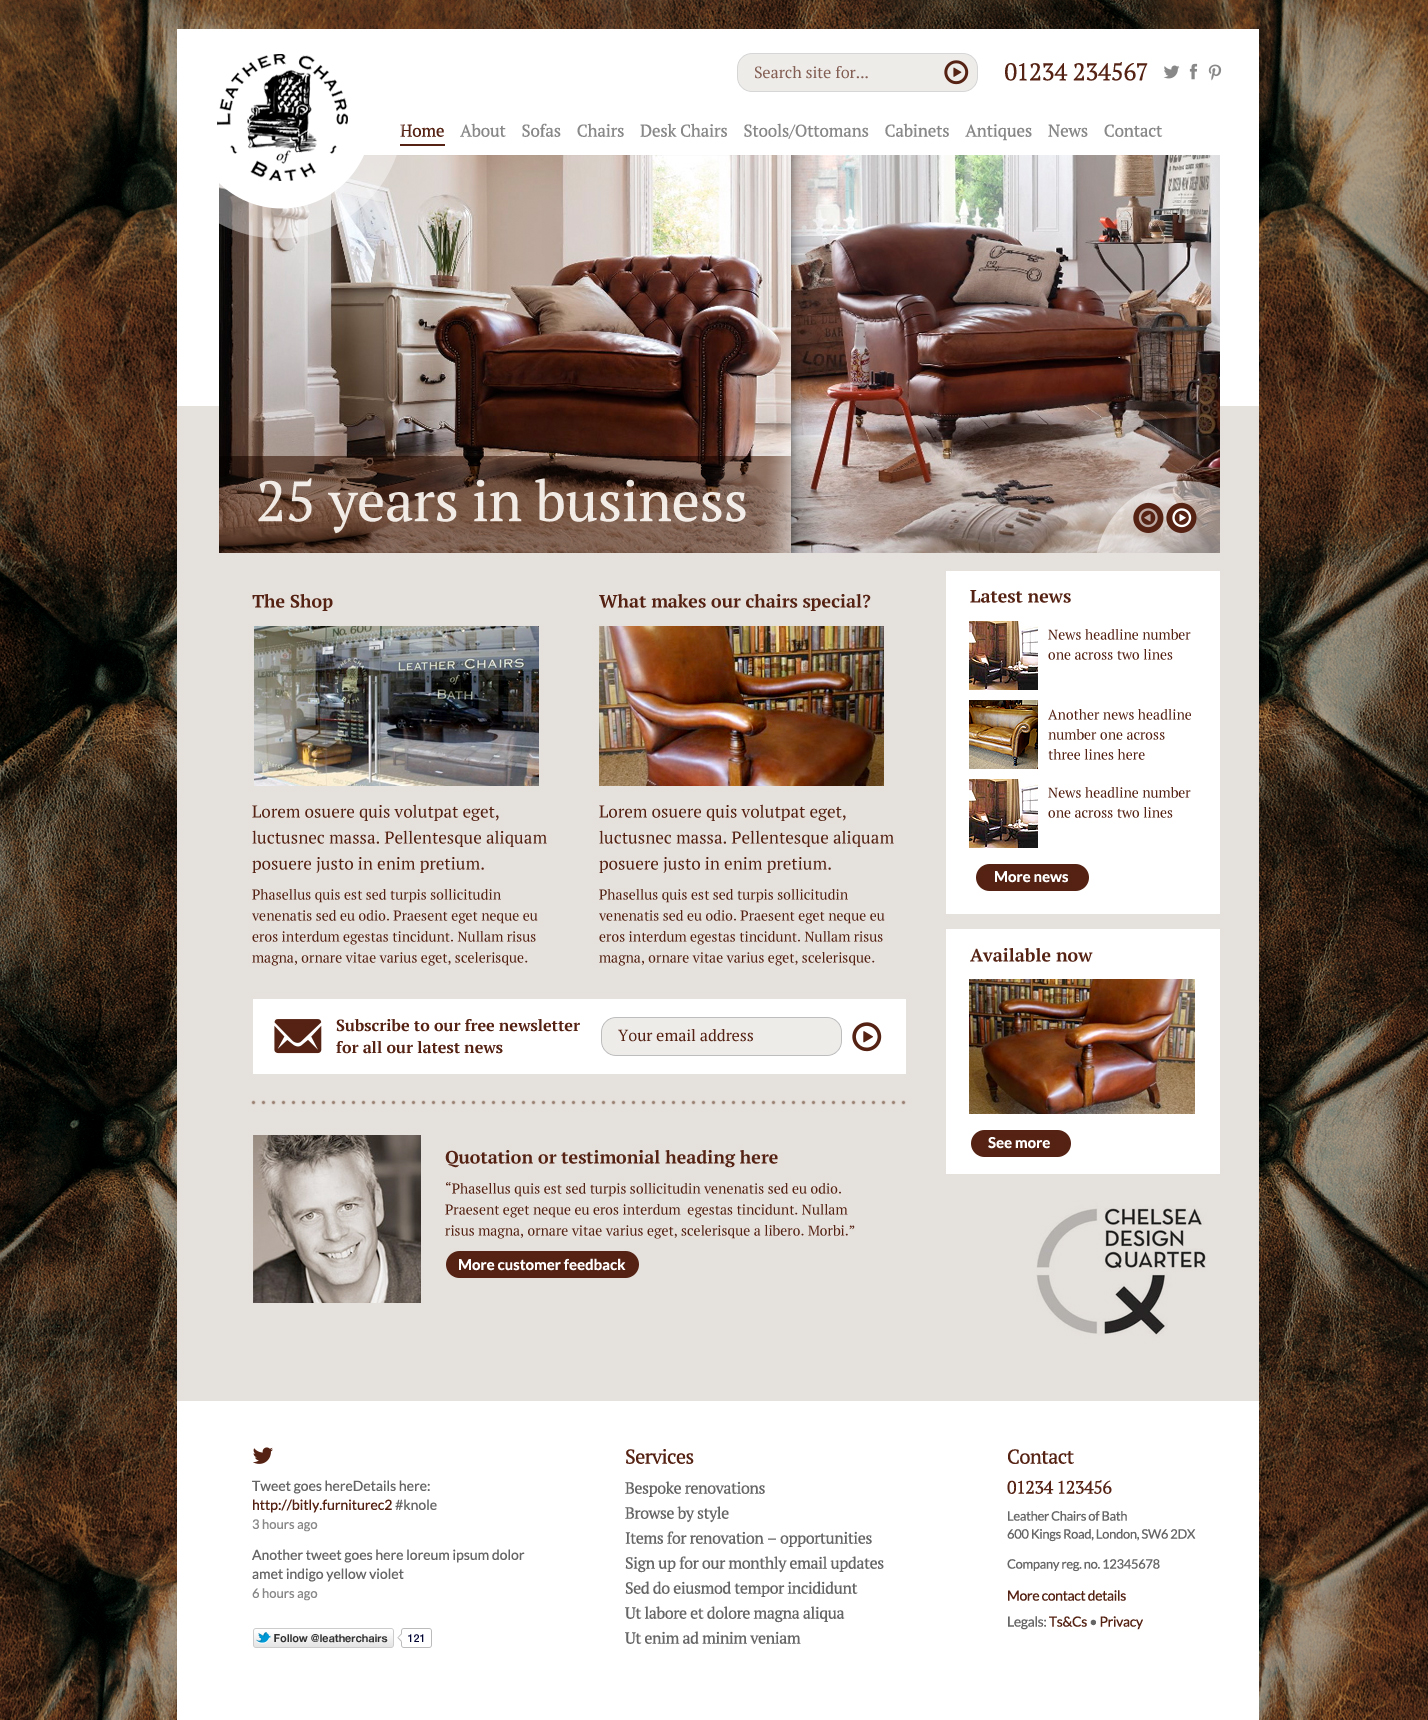 LEATHER CHAIRS
of
BATH
Search site for...
01234 234567
Home About Sofas Chairs Desk Chairs Stools/Ottomans Cabinets Antiques News Contact
25 years in business
The Shop
No. 600
LEATHER CHAIRS
of
BATH
Lorem osuere quis volutpat eget,
luctusnec massa. Pellentesque aliquam
posuere justo in enim pretium.
Phasellus quis est sed turpis sollicitudin
venenatis sed eu odio. Praesent eget neque eu
eros interdum egestas tincidunt. Nullam risus
magna, ornare vitae varius eget, scelerisque.
What makes our chairs special?
Lorem osuere quis volutpat eget,
luctusnec massa. Pellentesque aliquam
posuere justo in enim pretium.
Phasellus quis est sed turpis sollicitudin
venenatis sed eu odio. Praesent eget neque eu
eros interdum egestas tincidunt. Nullam risus
magna, ornare vitae varius eget, scelerisque.
Latest news
News headline number
one across two lines
Another news headline
number one across
three lines here
News headline number
one across two lines
More news
Available now
See more
Subscribe to our free newsletter
for all our latest news
Your email address
Quotation or testimonial heading here
“Phasellus quis est sed turpis sollicitudin venenatis sed eu odio.
Praesent eget neque eu eros interdum egestas tincidunt. Nullam
risus magna, ornare vitae varius eget, scelerisque a libero. Morbi.”
More customer feedback
CHELSEA
DESIGN
QUARTER
Tweet goes hereDetails here:
http://bitly.furniturec2 #knole
3 hours ago
Another tweet goes here loreum ipsum dolor
amet indigo yellow violet
6 hours ago
Follow @leatherchairs 121
Services
Bespoke renovations
Browse by style
Items for renovation – opportunities
Sign up for our monthly email updates
Sed do eiusmod tempor incididunt
Ut labore et dolore magna aliqua
Ut enim ad minim veniam
Contact
01234 123456
Leather Chairs of Bath
600 Kings Road, London, SW6 2DX
Company reg. no. 12345678
More contact details
Legals: Ts&Cs • Privacy